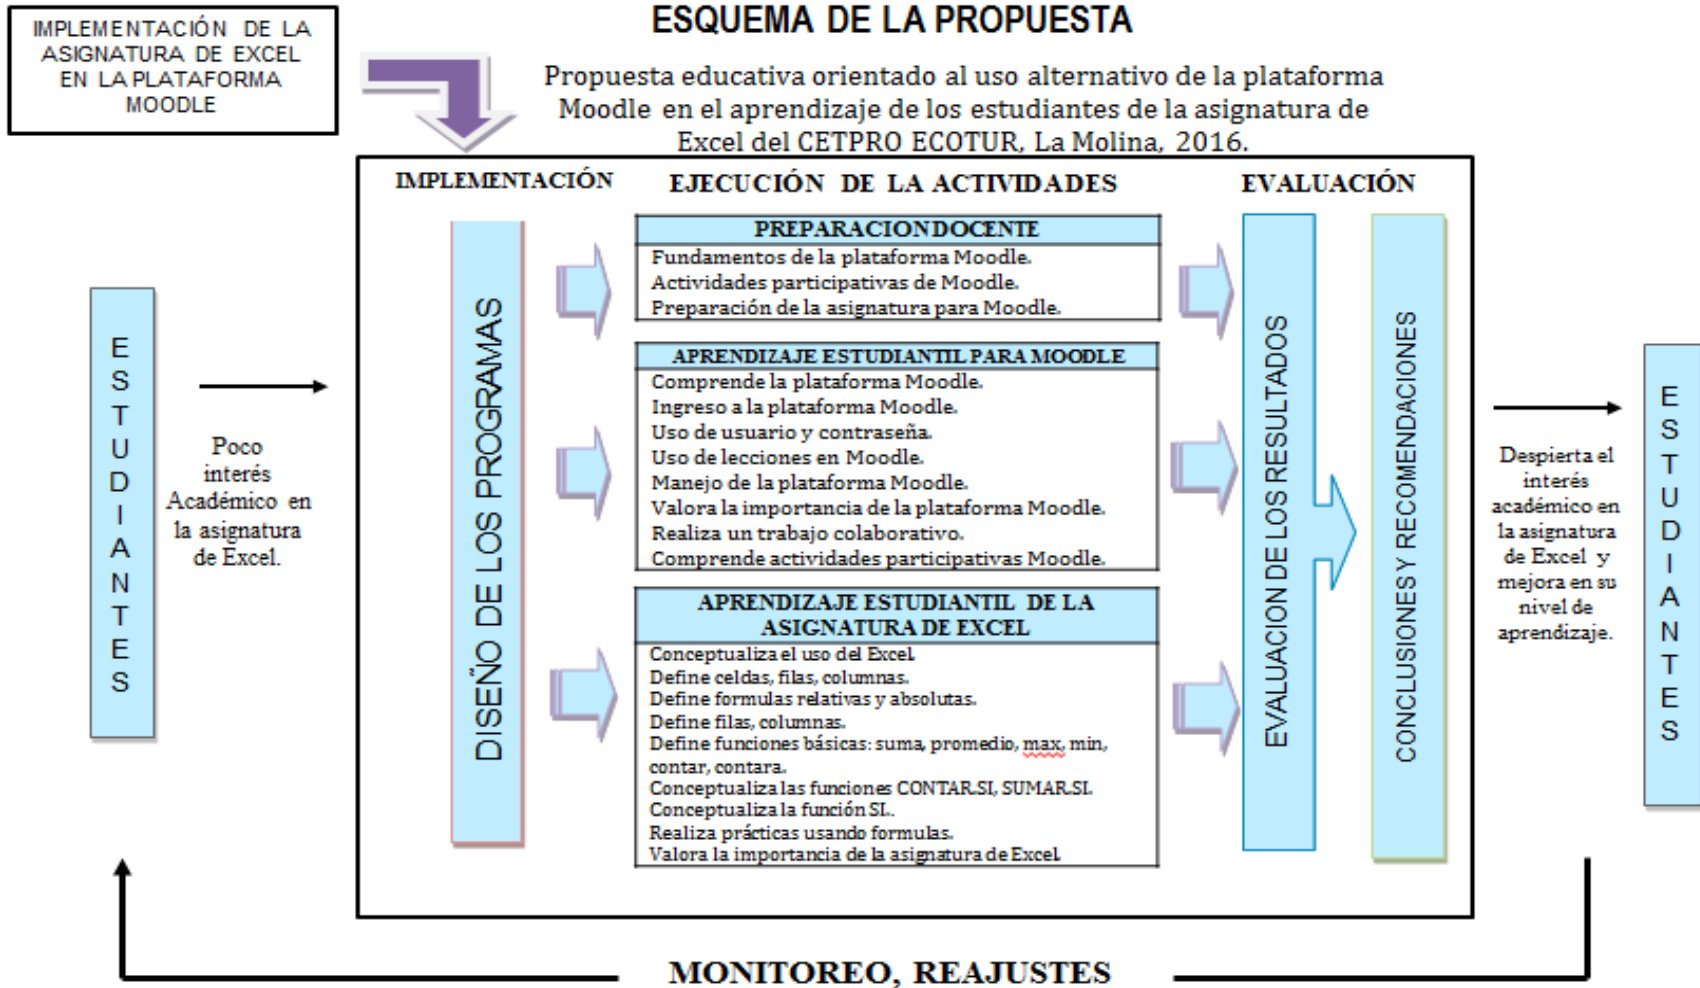 IMPLEMENTACIÓN DE LA
ASIGNATURA DE EXCEL
EN LA PLATAFORMA
MOODLE
ESQUEMA DE LA PROPUESTA
Propuesta educativa orientado al uso alternativo de la plataforma
Moodle en el aprendizaje de los estudiantes de la asignatura de
Excel del CETPRO ECOTUR, La Molina, 2016.
ESTUDIANTES
Poco
interés
Académico en
la asignatura
de Excel.
IMPLEMENTACIÓN
DISEÑO DE LOS PROGRAMAS
EJECUCIÓN DE LA ACTIVIDADES
PREPARACION DOCENTE
Fundamentos de la plataforma Moodle.
Actividades participativas de Moodle.
Preparación de la asignatura para Moodle.
APRENDIZAJE ESTUDIANTIL PARA MOODLE
Comprende la plataforma Moodle.
Ingreso a la plataforma Moodle.
Uso de usuario y contraseña.
Uso de lecciones en Moodle.
Manejo de la plataforma Moodle.
Valora la importancia de la plataforma Moodle.
Realiza un trabajo colaborativo.
Comprende actividades participativas Moodle.
APRENDIZAJE ESTUDIANTIL DE LA
ASIGNATURA DE EXCEL
Conceptualiza el uso del Excel.
Define celdas, filas, columnas.
Define formulas relativas y absolutas.
Define filas, columnas.
Define funciones básicas: suma, promedio, max, min,
contar, contara.
Conceptualiza las funciones CONTAR.SI, SUMAR.SI.
Conceptualiza la función SI..
Realiza prácticas usando formulas.
Valora la importancia de la asignatura de Excel.
EVALUACIÓN
EVALUACION DE LOS RESULTADOS
CONCLUSIONES Y RECOMENDACIONES
Despierta el
interés
académico en
la asignatura
de Excel y
mejora en su
nivel de
aprendizaje.
ESTUDIANTES
MONITOREO, REAJUSTES